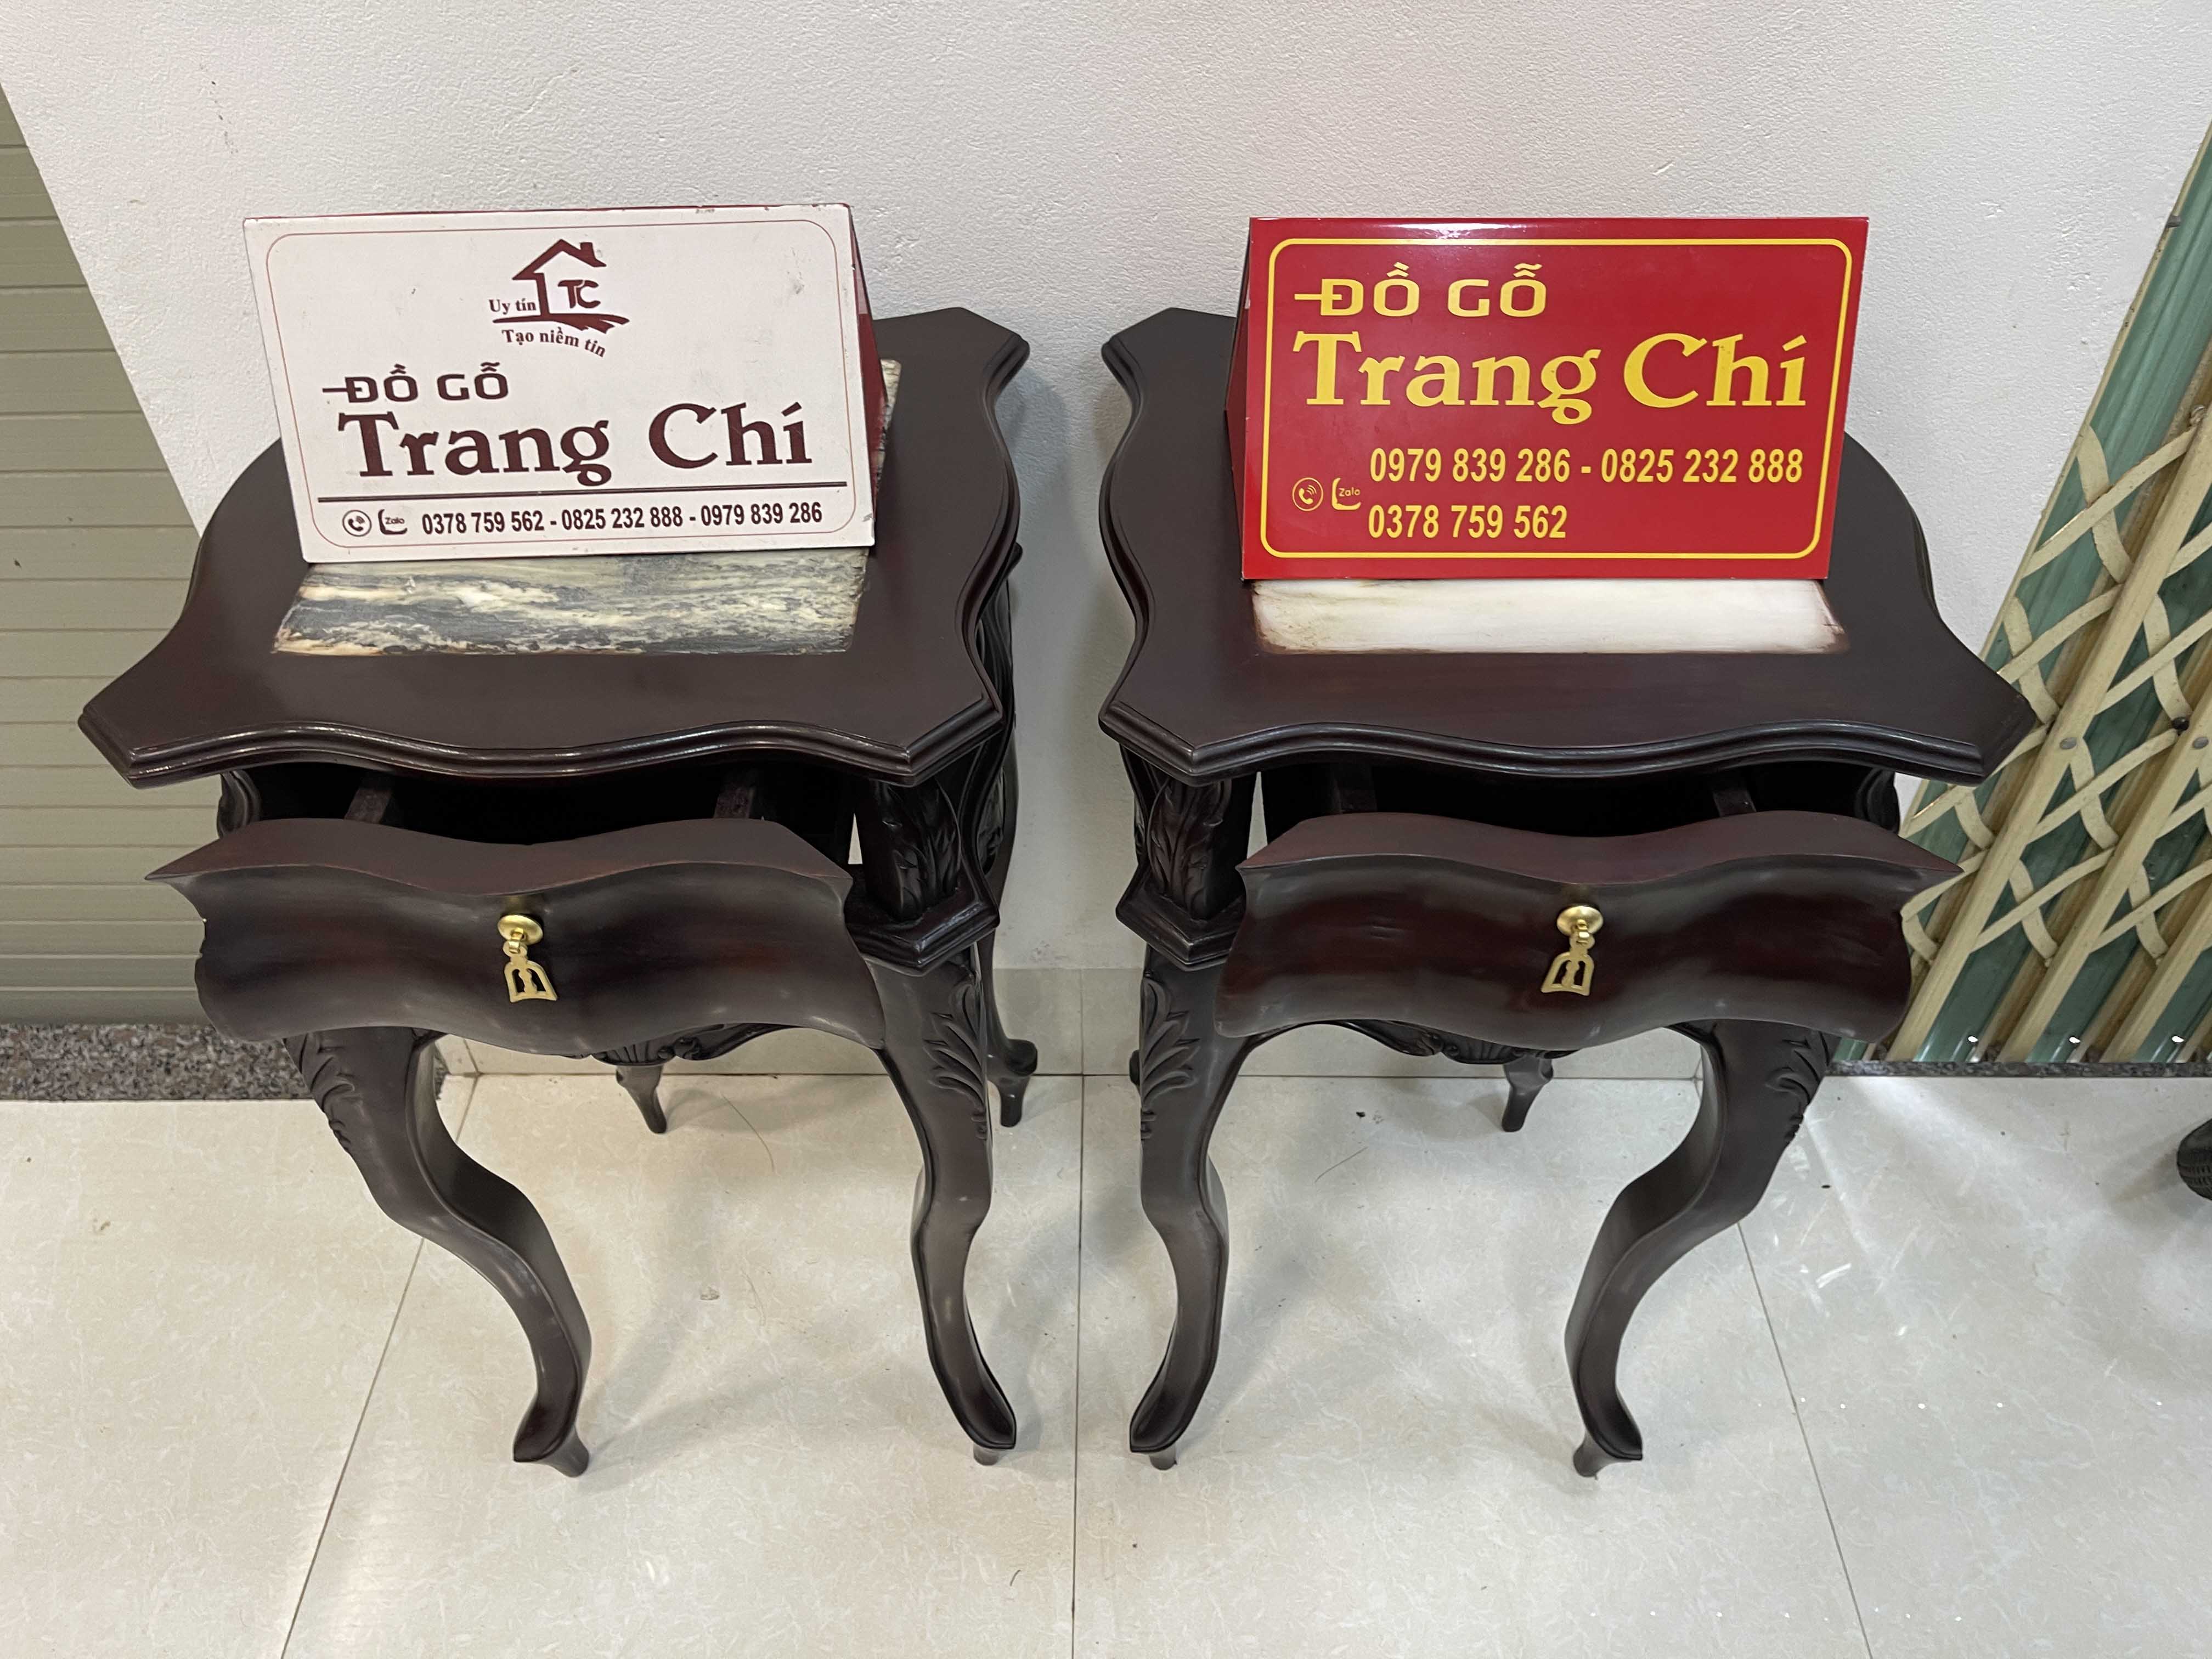 Uy tín TC
Tạo niềm tin
ĐỒ GỖ
Trang Chí
Zalo 0378 759 562 - 0825 232 888 - 0979 839 286
ĐỒ GỖ
Trang Chí
0979 839 286 - 0825 232 888
Zalo
0378 759 562